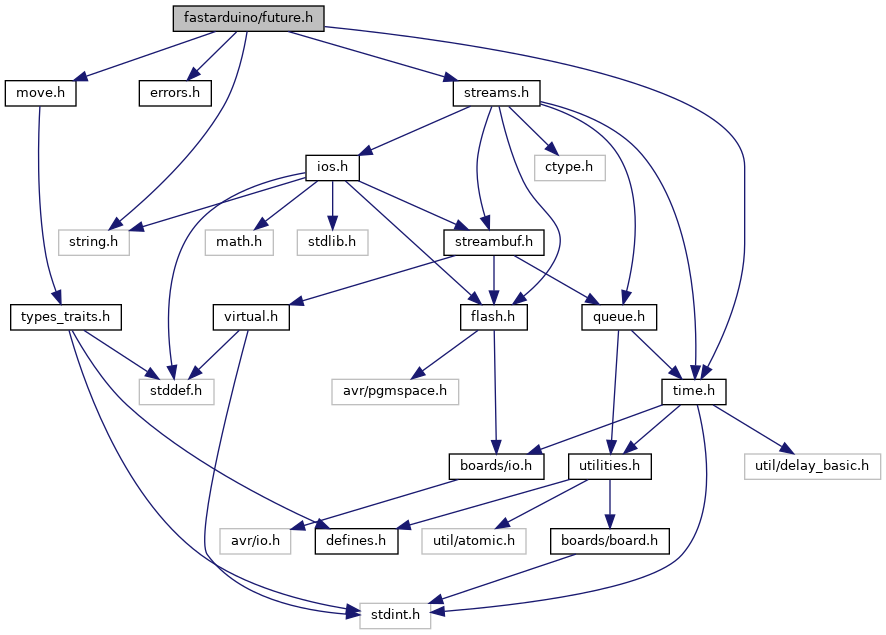 fastarduino/future.h
move.h
errors.h
streams.h
ios.h
ctype.h
string.h
math.h
stdlib.h
streambuf.h
types_traits.h
virtual.h
flash.h
queue.h
stddef.h
avr/pgmspace.h
time.h
boards/io.h
utilities.h
util/delay_basic.h
avr/io.h
defines.h
util/atomic.h
boards/board.h
stdint.h